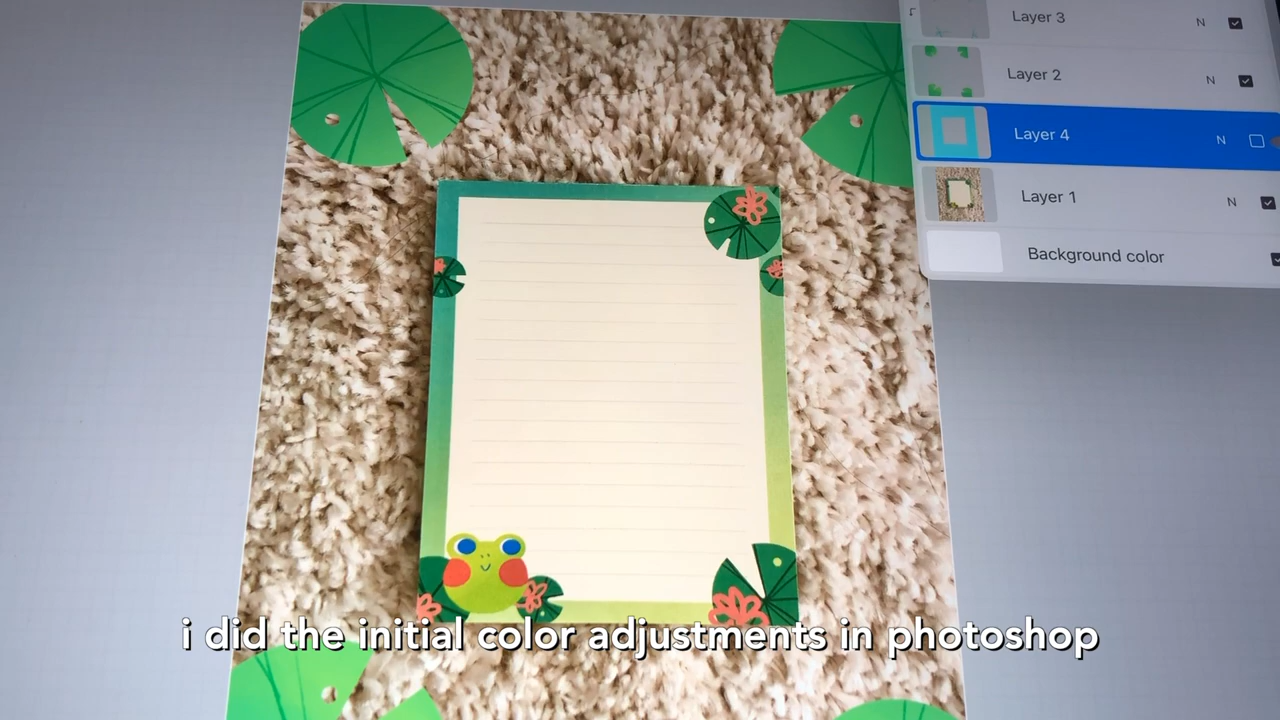 Layer 3
N
Layer 2
N
Layer 4
N
Layer 1
N
Background color
i did the initial color adjustments in photoshop